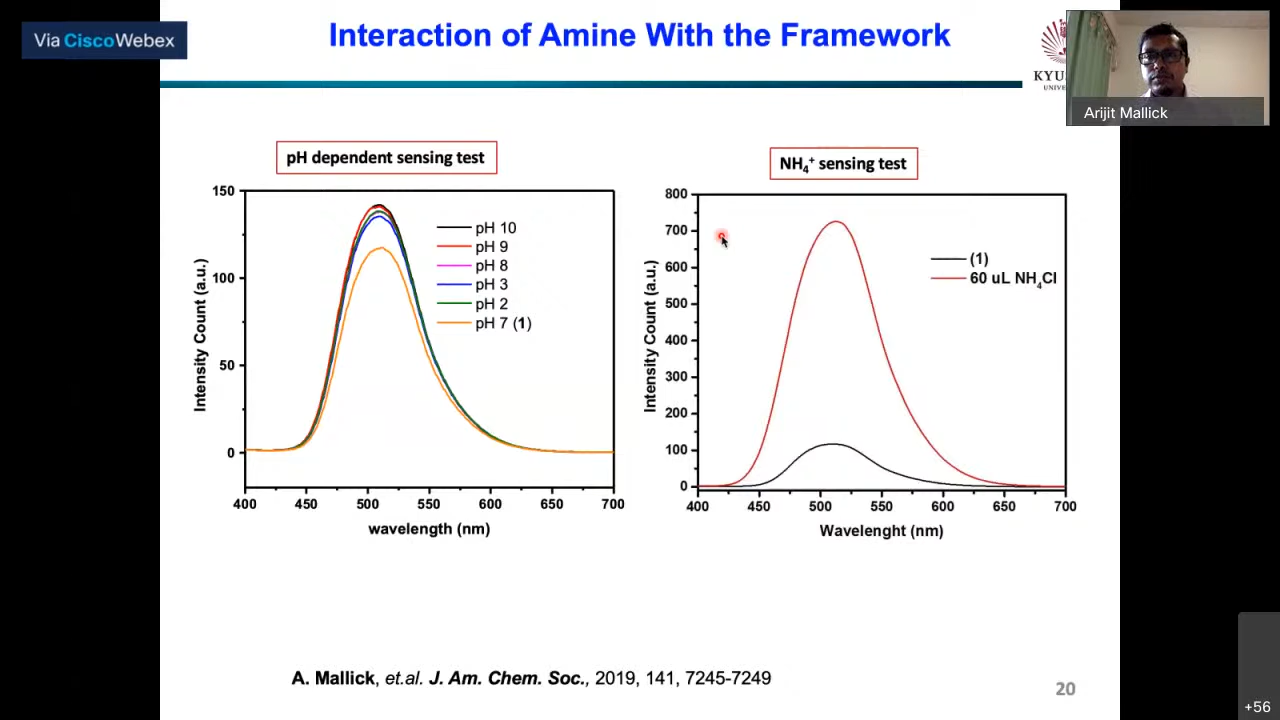 Via Cisco Webex
Interaction of Amine With the Framework
Arijit Mallick
pH dependent sensing test
150
100
50
0
400
450
500
550
600
650
700
Intensity Count (a.u.)
wavelength (nm)
pH 10
pH 9
pH 8
pH 3
pH 2
pH 7 (1)
NH₄⁺ sensing test
800
700
600
500
400
300
200
100
0
400
450
500
550
600
650
700
Intensity Count (a.u.)
Wavelenght (nm)
(1)
60 uL NH₄Cl
A. Mallick, et.al. J. Am. Chem. Soc., 2019, 141, 7245-7249
20
+56